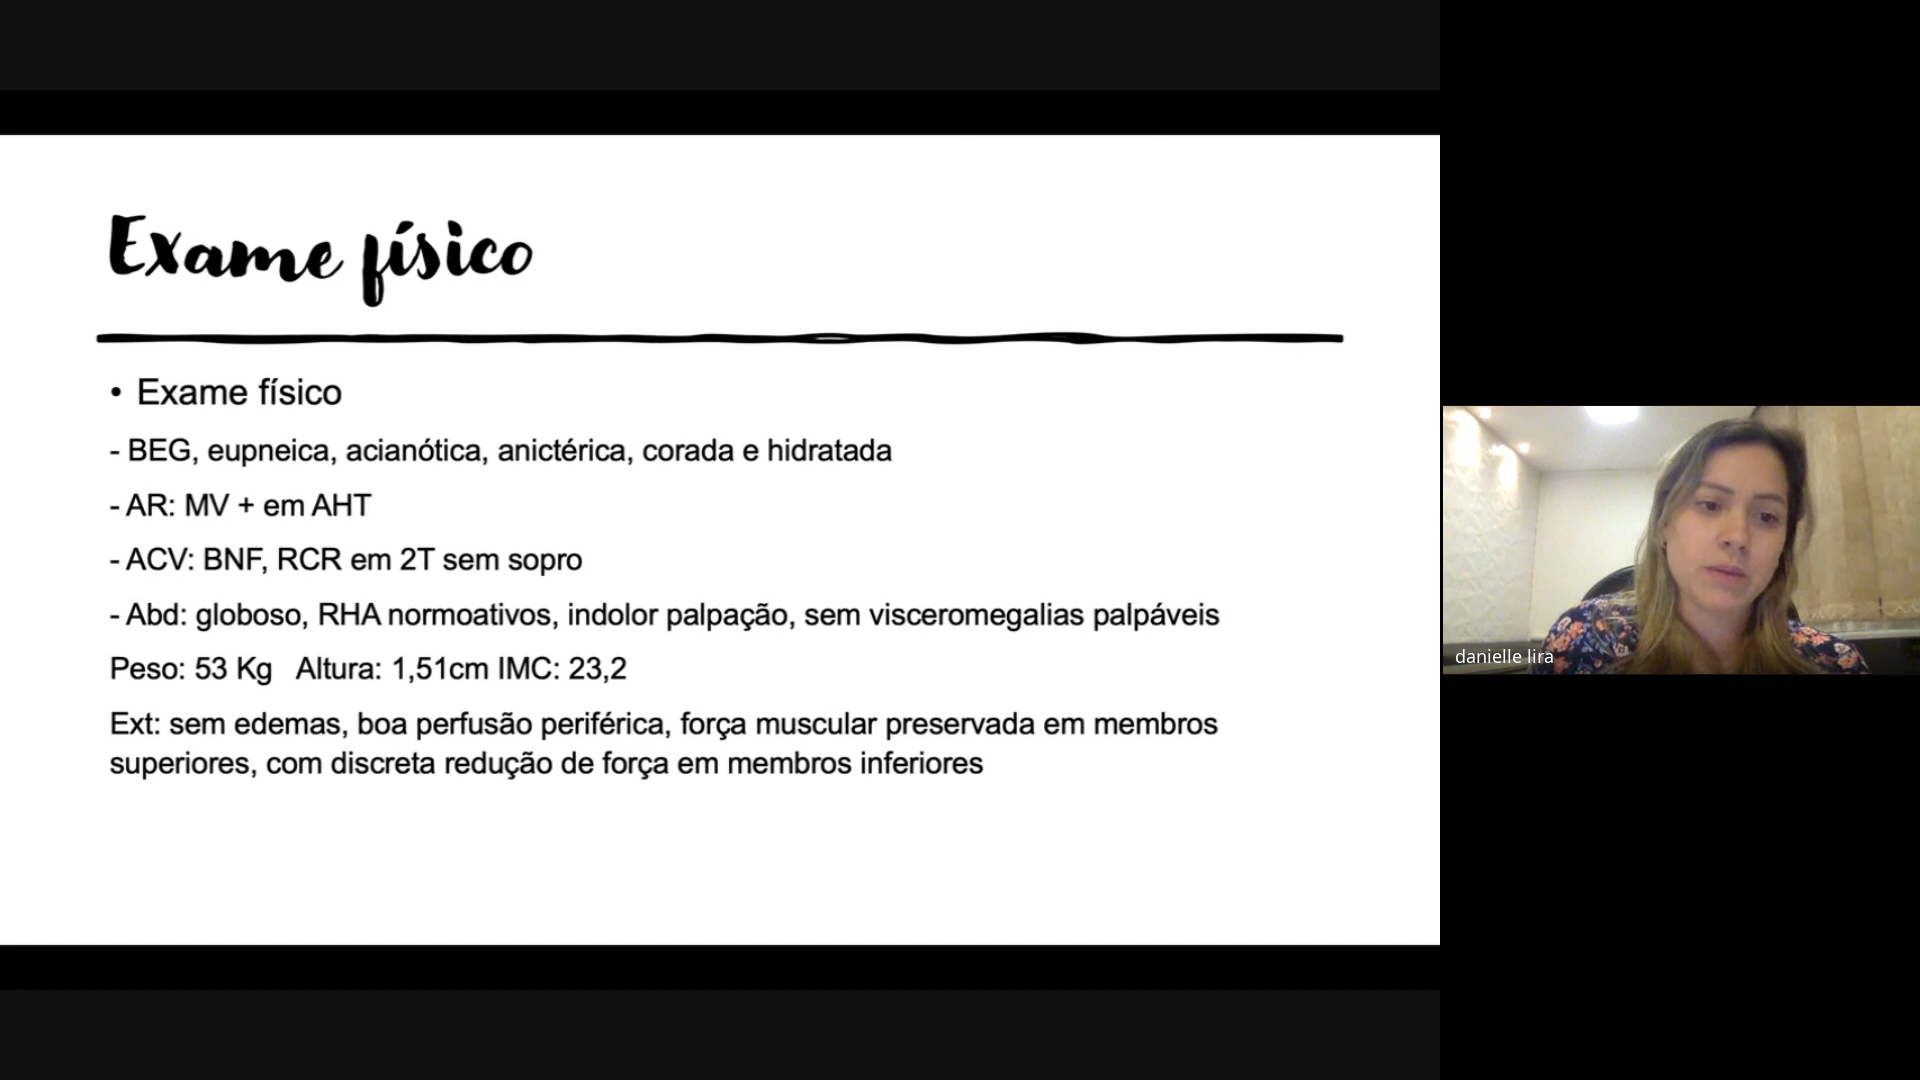 Exame físico
• Exame físico
- BEG, eupneica, acianótica, anictérica, corada e hidratada
- AR: MV + em AHT
- ACV: BNF, RCR em 2T sem sopro
- Abd: globoso, RHA normoativos, indolor palpação, sem visceromegalias palpáveis
Peso: 53 Kg Altura: 1,51cm IMC: 23,2
Ext: sem edemas, boa perfusão periférica, força muscular preservada em membros
superiores, com discreta redução de força em membros inferiores
danielle lira